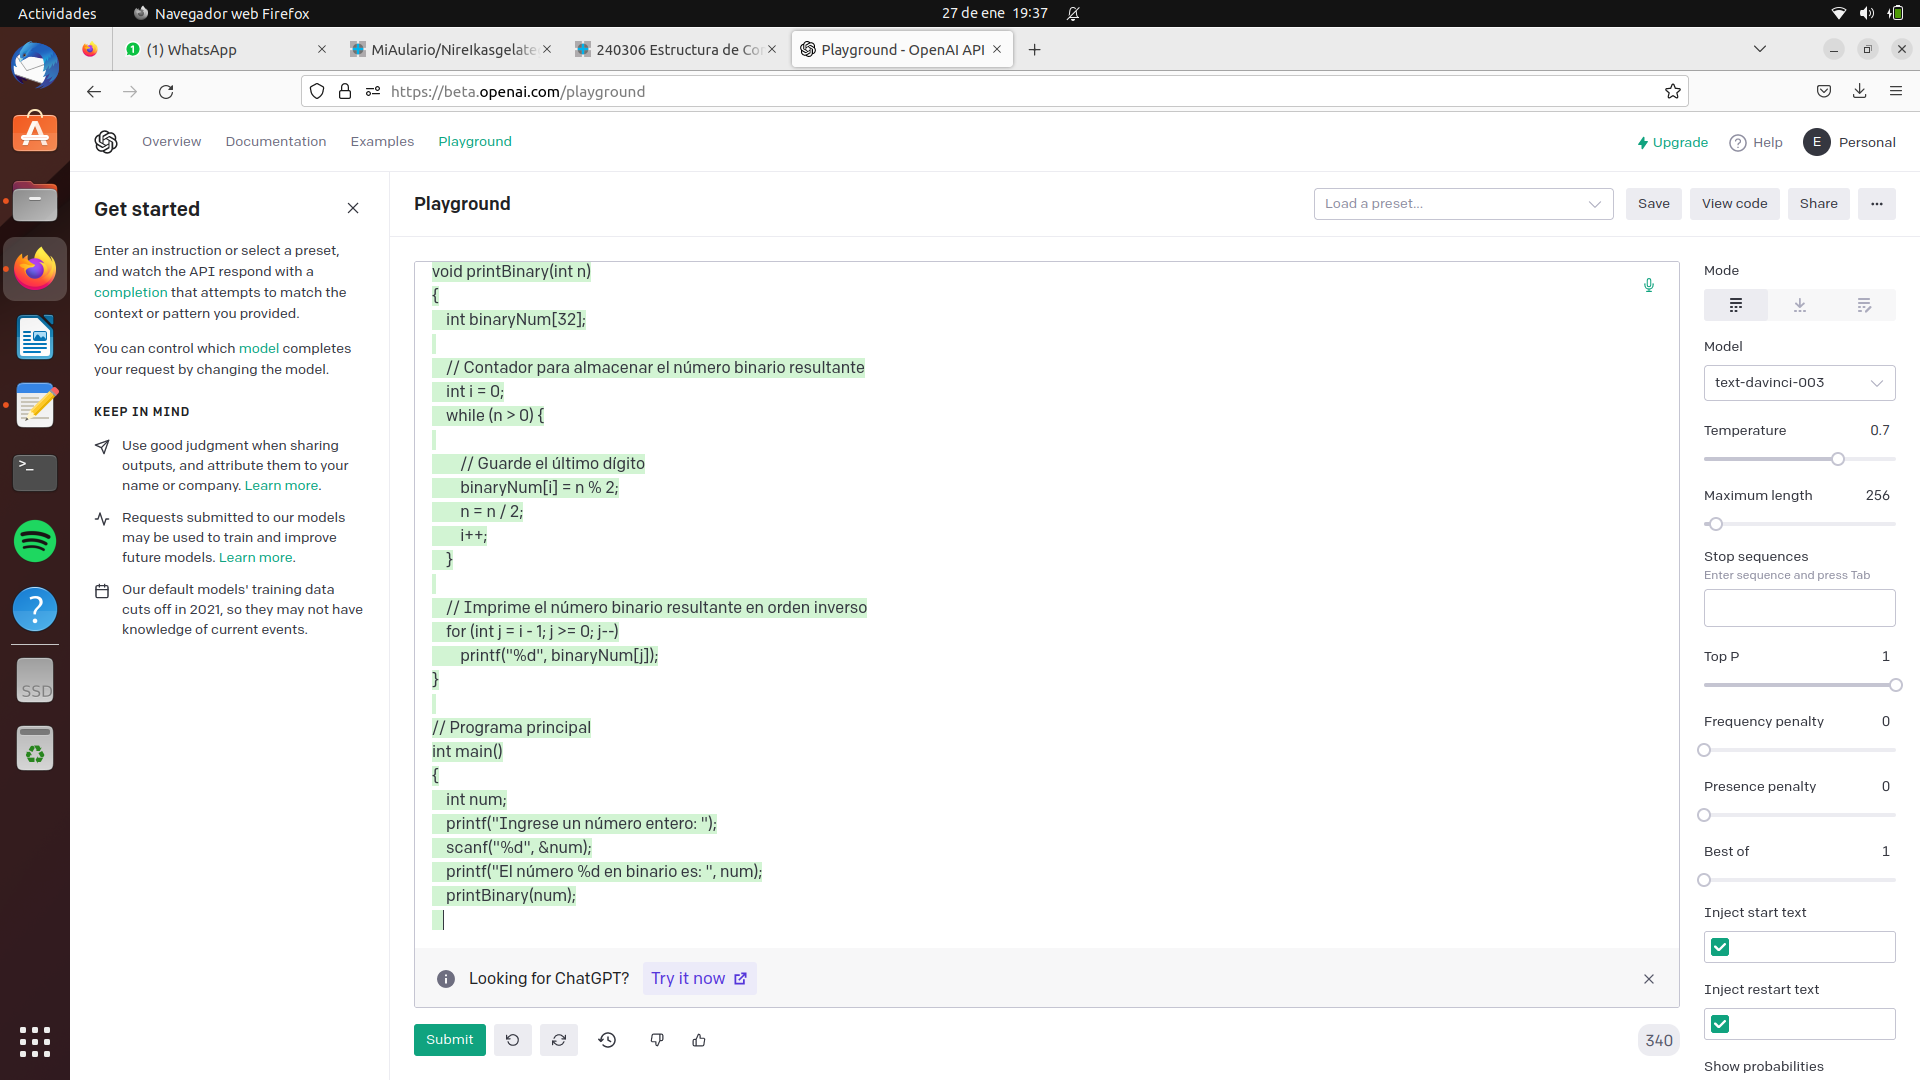 Actividades
Navegador web Firefox
27 de ene 19:37
(1) WhatsApp
MiAulario/NireIkasgelate
240306 Estructura de Co
Playground - OpenAI API
https://beta.openai.com/playground
Overview
Documentation
Examples
Playground
Upgrade
Help
E
Personal
Get started
Enter an instruction or select a preset,
and watch the API respond with a
completion that attempts to match the
context or pattern you provided.
You can control which model completes
your request by changing the model.
KEEP IN MIND
Use good judgment when sharing
outputs, and attribute them to your
name or company. Learn more.
Requests submitted to our models
may be used to train and improve
future models. Learn more.
Our default models' training data
cuts off in 2021, so they may not have
knowledge of current events.
SSD
Playground
Load a preset...
Save
View code
Share
void printBinary(int n)
{
int binaryNum[32];
// Contador para almacenar el número binario resultante
int i = 0;
while (n > 0) {
// Guarde el último dígito
binaryNum[i] = n % 2;
n = n / 2;
i++;
}
// Imprime el número binario resultante en orden inverso
for (int j = i - 1; j >= 0; j--)
printf("%d", binaryNum[j]);
}
// Programa principal
int main()
{
int num;
printf("Ingrese un número entero: ");
scanf("%d", &num);
printf("El número %d en binario es: ", num);
printBinary(num);
Looking for ChatGPT?
Try it now
Submit
340
Mode
Model
text-davinci-003
Temperature 0.7
Maximum length 256
Stop sequences
Enter sequence and press Tab
Top P 1
Frequency penalty 0
Presence penalty 0
Best of 1
Inject start text
Inject restart text
Show probabilities